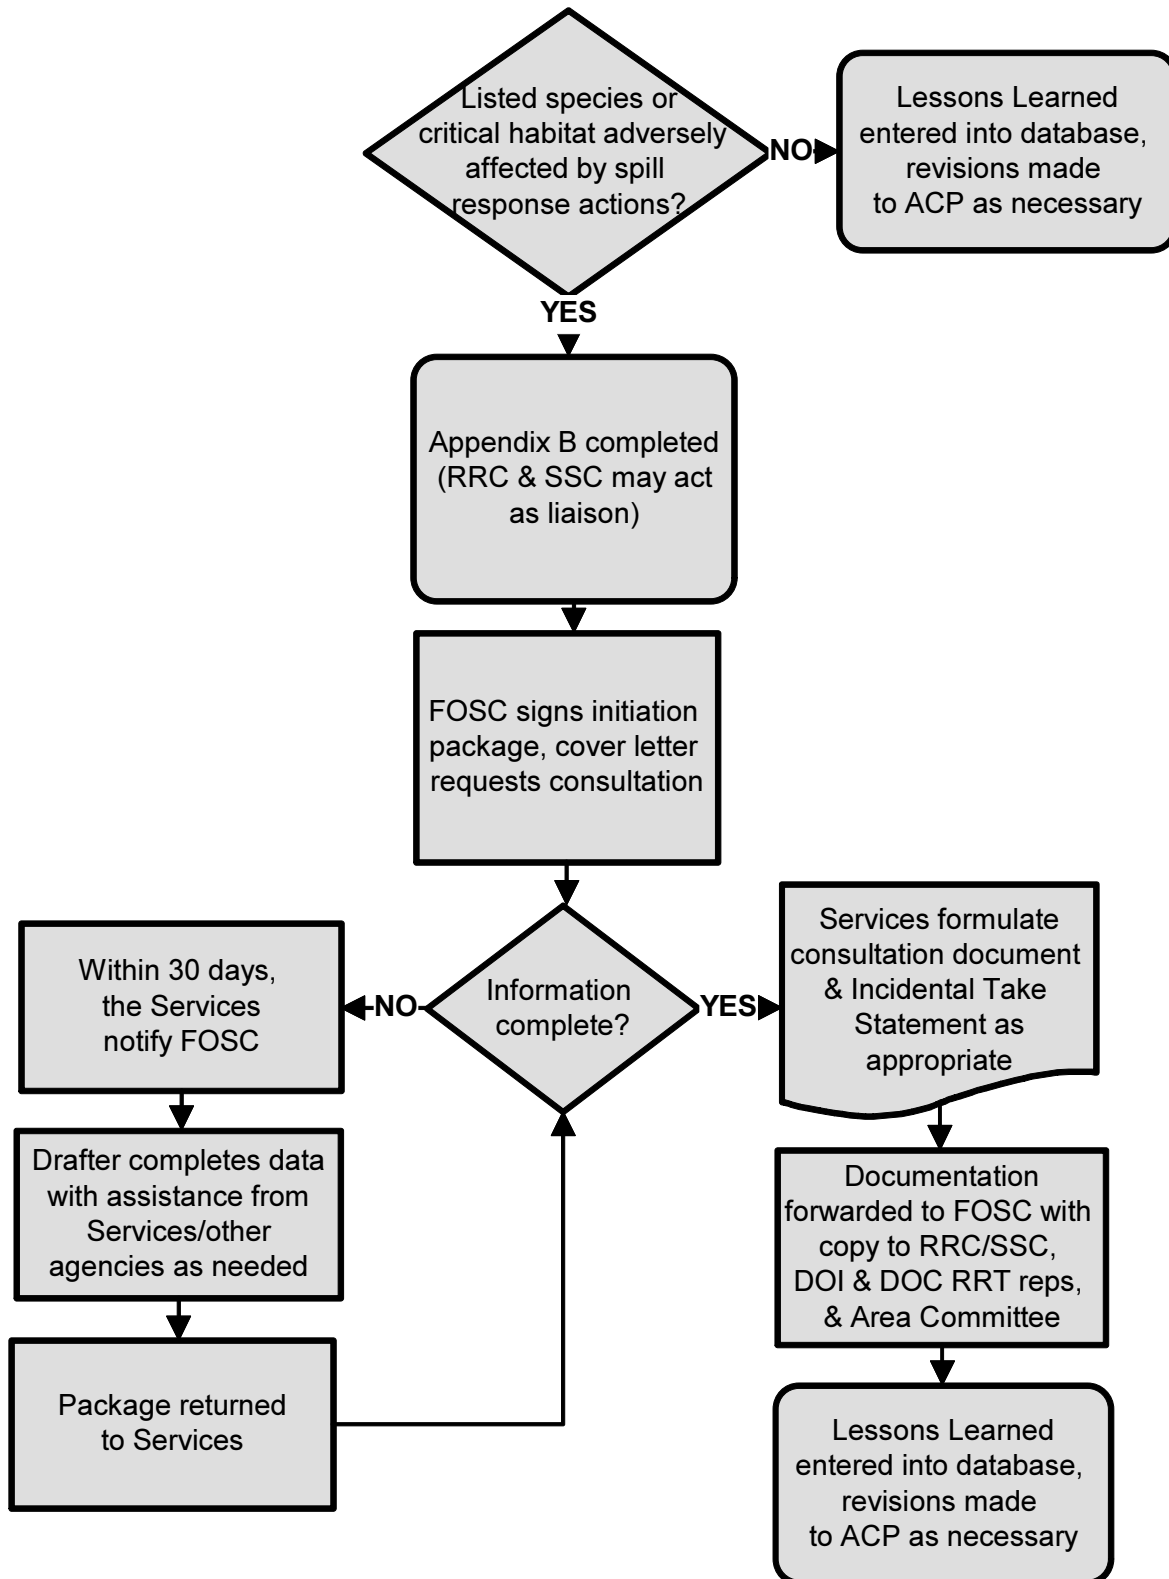 Listed species or
critical habitat adversely
affected by spill
response actions?
NO
Lessons Learned
entered into database,
revisions made
to ACP as necessary
YES
Appendix B completed
(RRC & SSC may act
as liaison)
FOSC signs initiation
package, cover letter
requests consultation
Information
complete?
NO
Within 30 days,
the Services
notify FOSC
Drafter completes data
with assistance from
Services/other
agencies as needed
Package returned
to Services
YES
Services formulate
consultation document
& Incidental Take
Statement as
appropriate
Documentation
forwarded to FOSC with
copy to RRC/SSC,
DOI & DOC RRT reps,
& Area Committee
Lessons Learned
entered into database,
revisions made
to ACP as necessary